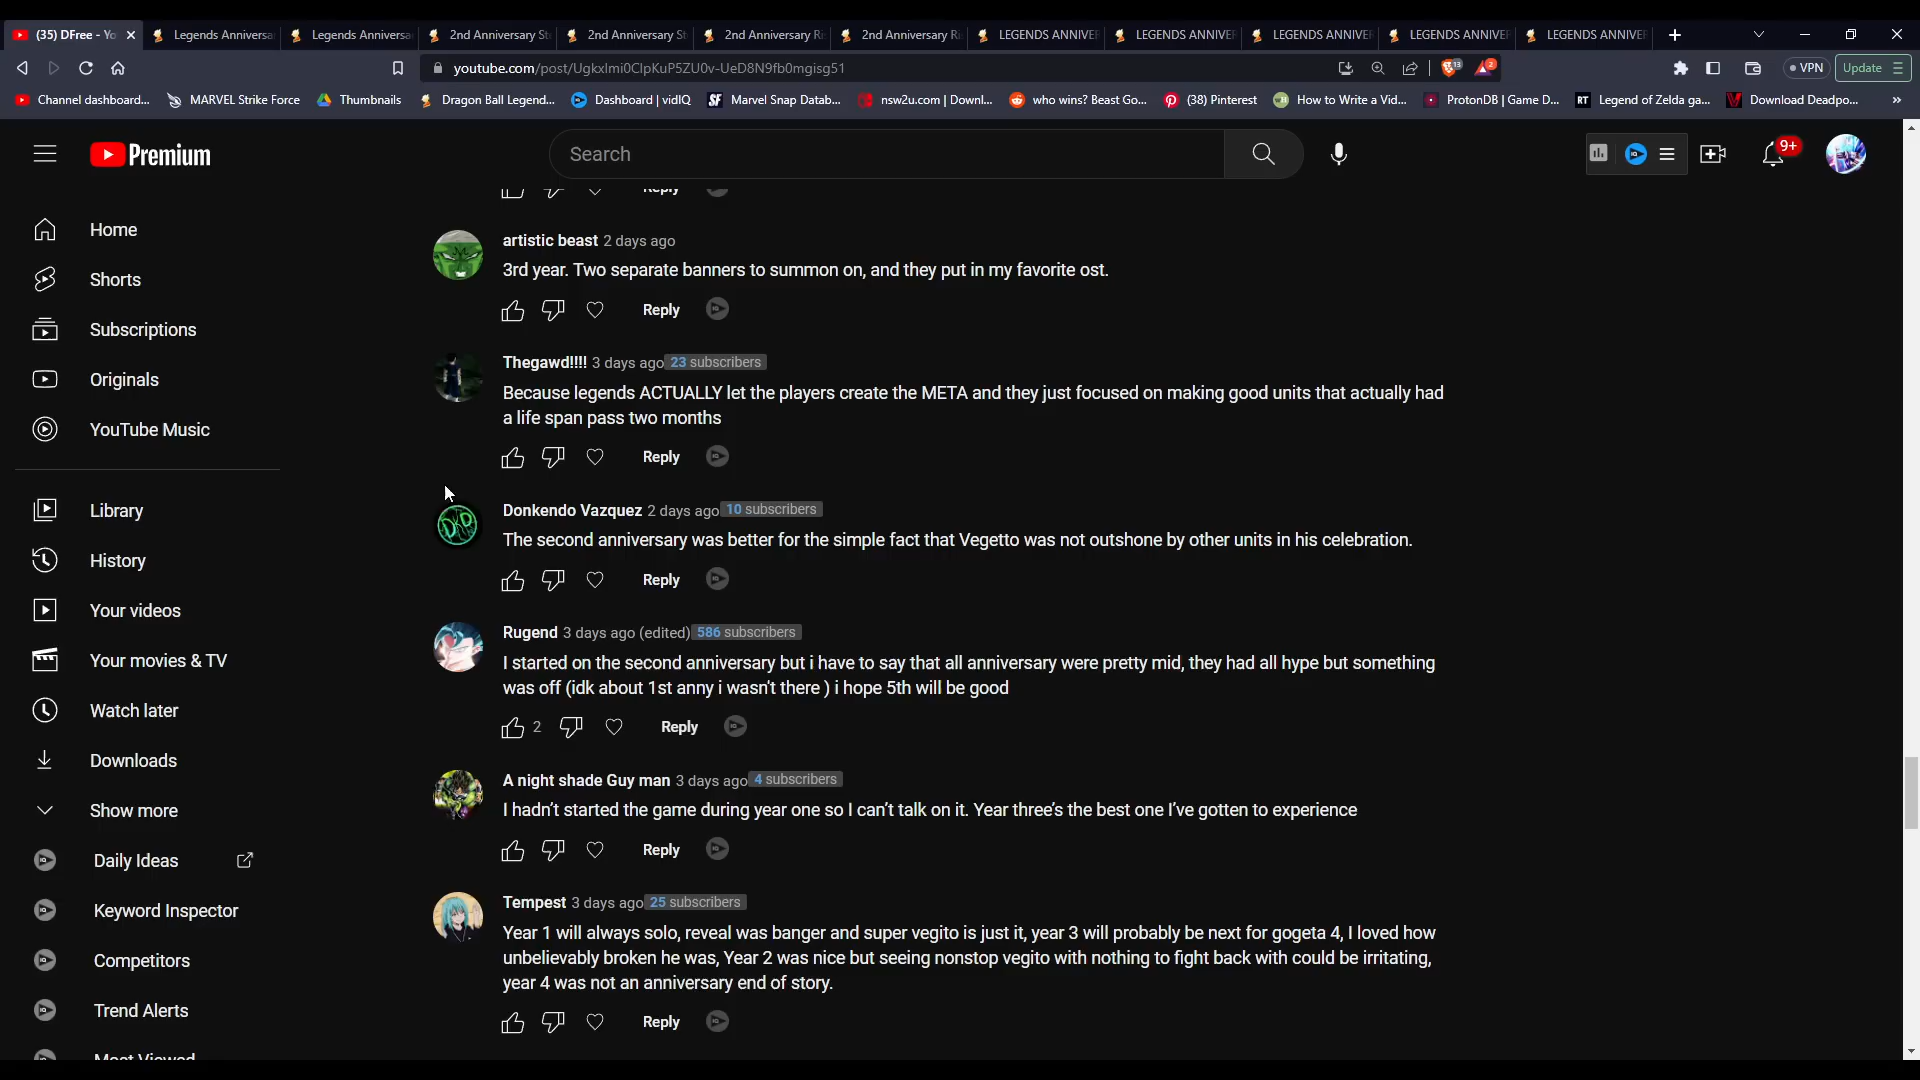 (35) DFree - Yo
Legends Anniversa
Legends Anniversa
2nd Anniversary St
2nd Anniversary St
2nd Anniversary Ri
2nd Anniversary Ri
LEGENDS ANNIVER
LEGENDS ANNIVER
LEGENDS ANNIVER
LEGENDS ANNIVER
LEGENDS ANNIVER
youtube.com/post/UgkxImi0ClpKuP5ZU0v-UeD8N9fb0mgisg51
13
2
VPN
Update
Channel dashboard...
MARVEL Strike Force
Thumbnails
Dragon Ball Legend...
Dashboard | vidIQ
Marvel Snap Datab...
nsw2u.com | Downl...
who wins? Beast Go...
(38) Pinterest
How to Write a Vid...
ProtonDB | Game D...
Legend of Zelda ga...
Download Deadpo...
Premium
Search
9+
Home
Shorts
Subscriptions
Originals
YouTube Music
Library
History
Your videos
Your movies & TV
Watch later
Downloads
Show more
Daily Ideas
Keyword Inspector
Competitors
Trend Alerts
Most Viewed
Reply
artistic beast 2 days ago
3rd year. Two separate banners to summon on, and they put in my favorite ost.
Reply
Thegawd!!!! 3 days ago 23 subscribers
Because legends ACTUALLY let the players create the META and they just focused on making good units that actually had
a life span pass two months
Reply
Donkendo Vazquez 2 days ago 10 subscribers
The second anniversary was better for the simple fact that Vegetto was not outshone by other units in his celebration.
Reply
Rugend 3 days ago (edited) 586 subscribers
I started on the second anniversary but i have to say that all anniversary were pretty mid, they had all hype but something
was off (idk about 1st anny i wasn't there ) i hope 5th will be good
2 Reply
A night shade Guy man 3 days ago 4 subscribers
I hadn't started the game during year one so I can't talk on it. Year three's the best one I've gotten to experience
Reply
Tempest 3 days ago 25 subscribers
Year 1 will always solo, reveal was banger and super vegito is just it, year 3 will probably be next for gogeta 4, I loved how
unbelievably broken he was, Year 2 was nice but seeing nonstop vegito with nothing to fight back with could be irritating,
year 4 was not an anniversary end of story.
Reply